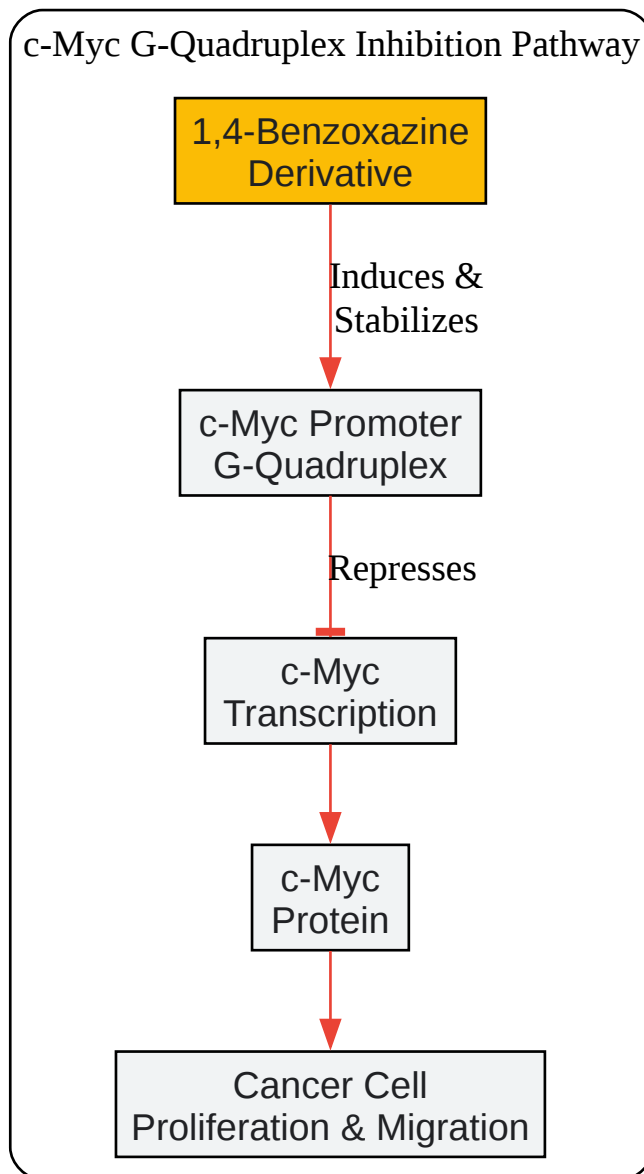 c-Myc G-Quadruplex Inhibition Pathway
1,4-Benzoxazine
Derivative
Induces &
Stabilizes
c-Myc Promoter
G-Quadruplex
Represses
c-Myc
Transcription
c-Myc
Protein
Cancer Cell
Proliferation & Migration